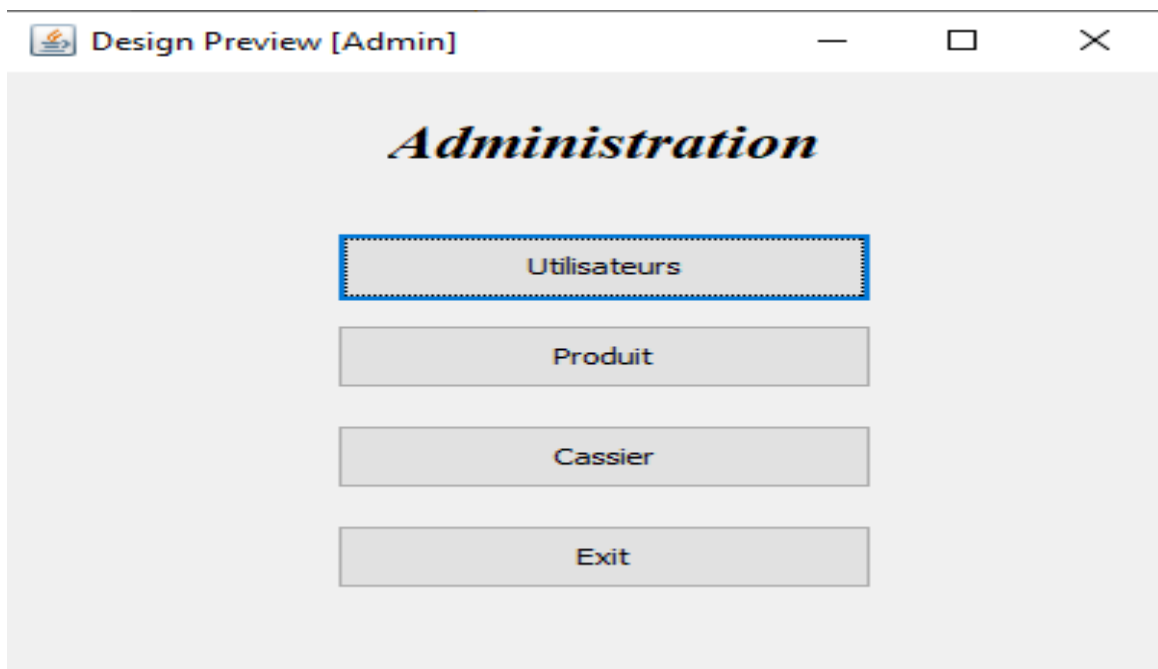 Design Preview [Admin]
Administration
Utilisateurs
Produit
Cassier
Exit